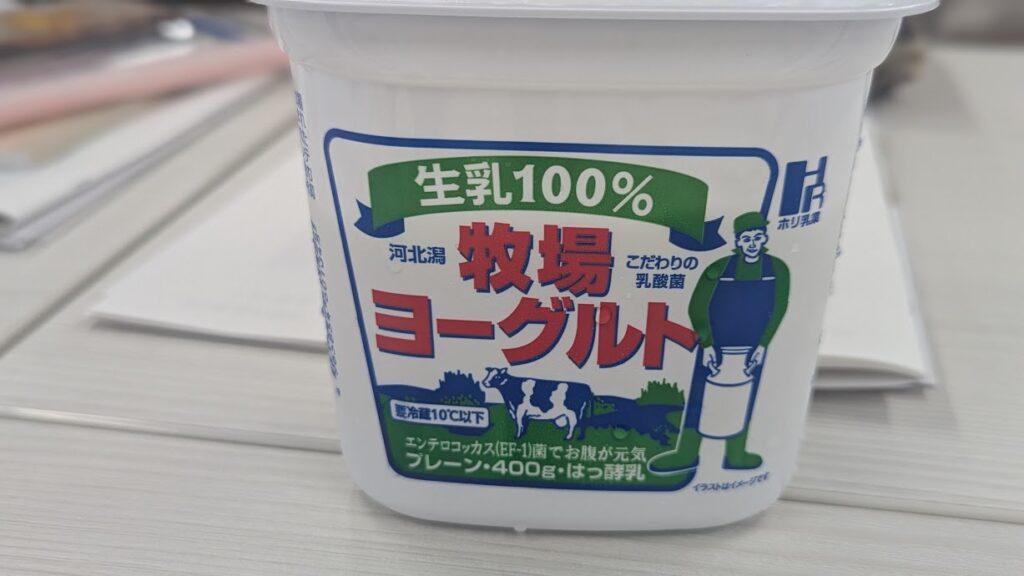 生乳100%
河北潟
牧場
こだわりの
乳酸菌
ヨーグルト
要冷蔵10℃以下
エンテロコッカス(EF-1)菌でお腹が元気
プレーン・400g・はっ酵乳
HR
ホリ乳業
イラストはイメージです